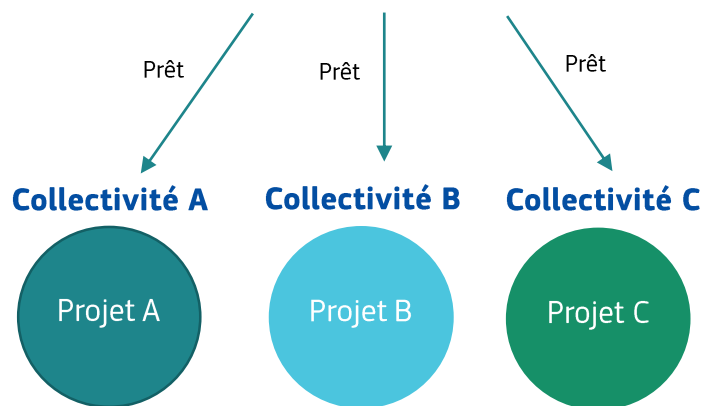 Prêt
Prêt
Prêt
Collectivité A
Collectivité B
Collectivité C
Projet A
Projet B
Projet C